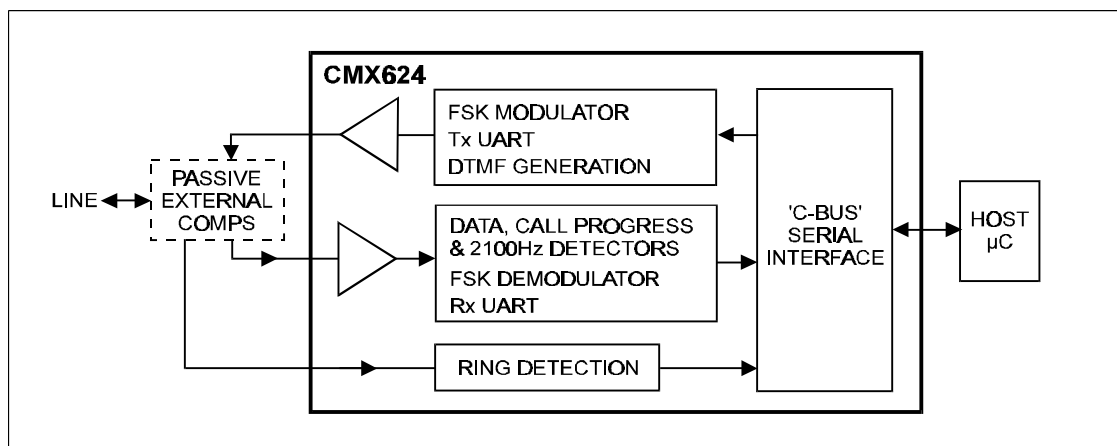 CMX624
FSK MODULATOR
Tx UART
DTMF GENERATION
LINE
PASSIVE
EXTERNAL
COMPS
DATA, CALL PROGRESS
& 2100Hz DETECTORS
FSK DEMODULATOR
Rx UART
RING DETECTION
'C-BUS'
SERIAL
INTERFACE
HOST
µC